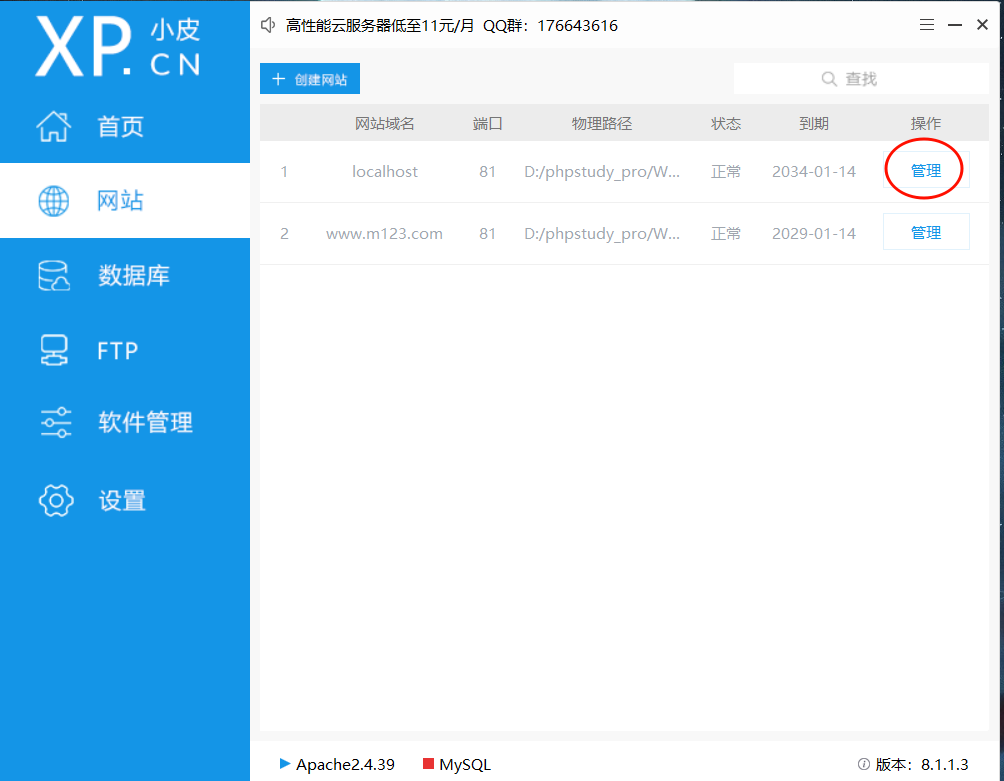 XP. 小皮 CN
高性能云服务器低至11元/月 QQ群：176643616
首页
网站
数据库
FTP
软件管理
设置
创建网站
查找
网站域名 端口 物理路径 状态 到期 操作
1 localhost 81 D:/phpstudy_pro/W... 正常 2034-01-14 管理
2 www.m123.com 81 D:/phpstudy_pro/W... 正常 2029-01-14 管理
Apache2.4.39 MySQL 版本：8.1.1.3